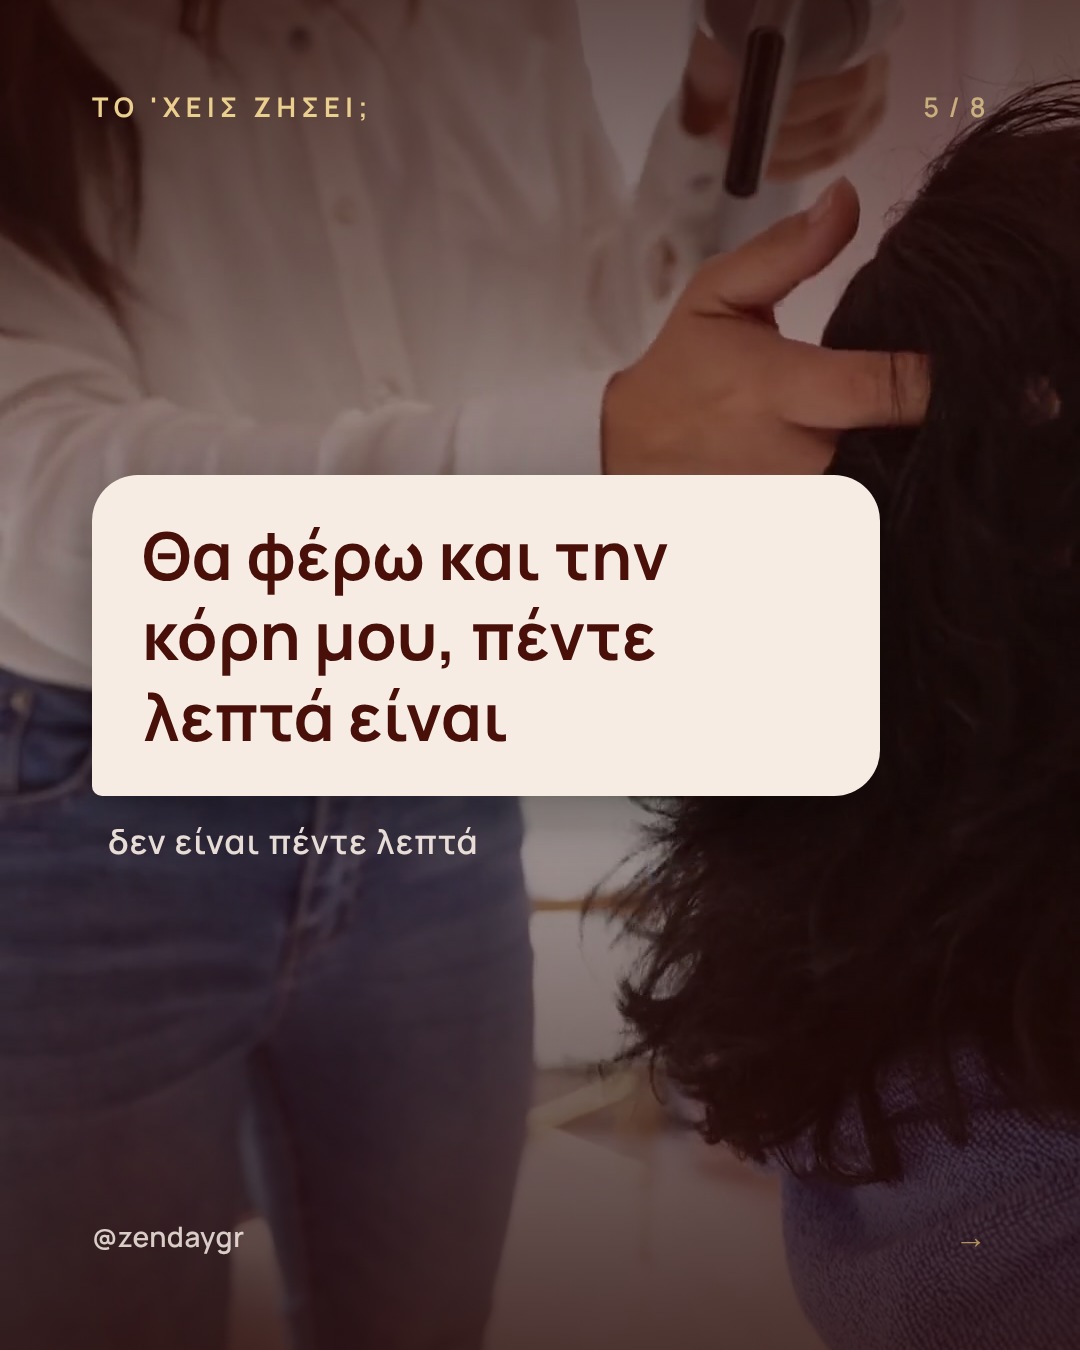 ΤΟ 'ΧΕΙΣ ΖΗΣΕΙ;
5 / 8
Θα φέρω και την
κόρη μου, πέντε
λεπτά είναι
δεν είναι πέντε λεπτά
@zendaygr
→